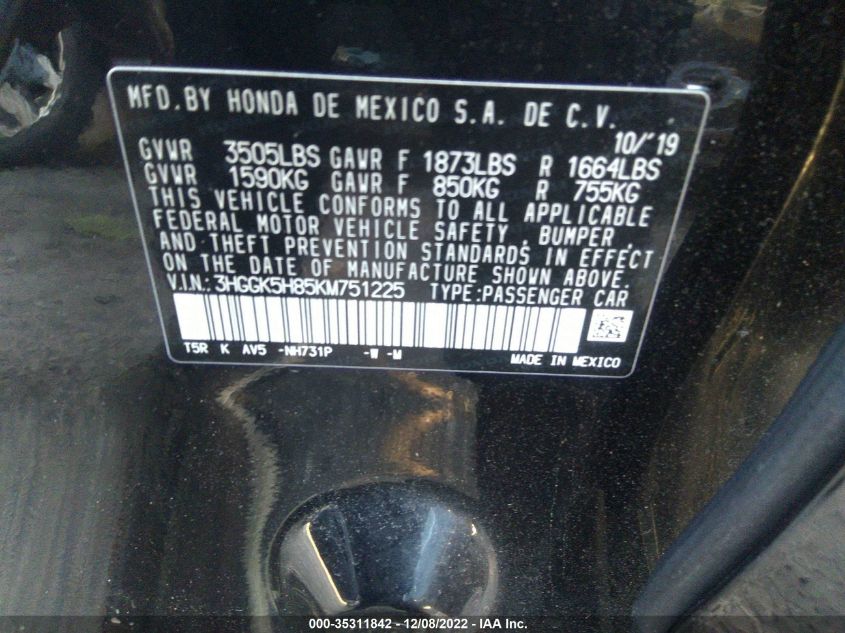 MFD.BY HONDA DE MEXICO S.A. DE C.V.
10/'19
GVWR 3505LBS GAWR F 1873LBS R 1664LBS
GVWR 1590KG GAWR F 850KG R 755KG
THIS VEHICLE CONFORMS TO ALL APPLICABLE
FEDERAL MOTOR VEHICLE SAFETY, BUMPER,
AND THEFT PREVENTION STANDARDS IN EFFECT
ON THE DATE OF MANUFACTURE SHOWN ABOVE.
V.I.N.: 3HGGK5H85KM751225 TYPE:PASSENGER CAR
T5R K AV5 -NH731P -W -M MADE IN MEXICO
000-35311842 - 12/08/2022 - IAA Inc.